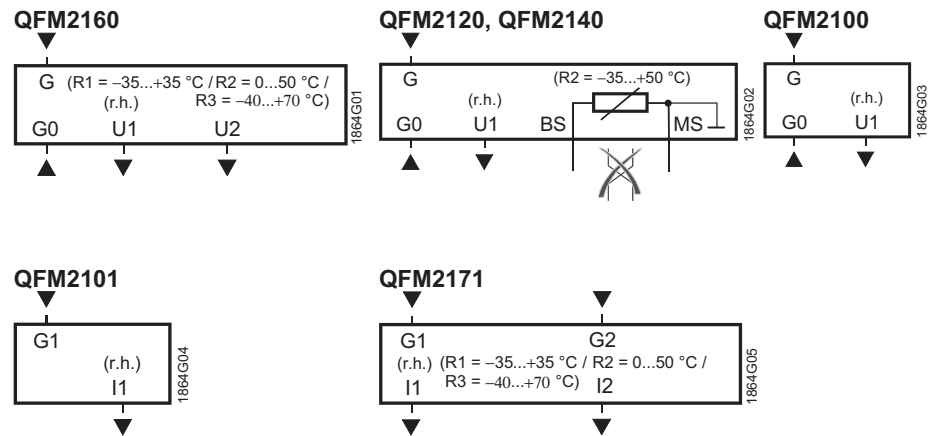 QFM2160
G (R1 = –35...+35 °C / R2 = 0...50 °C /
(r.h.) R3 = –40...+70 °C)
G0 U1 U2
1864G01
QFM2120, QFM2140
G (R2 = –35...+50 °C)
(r.h.)
G0 U1 BS MS
1864G02
QFM2100
G
(r.h.)
G0 U1
1864G03
QFM2101
G1
(r.h.)
I1
1864G04
QFM2171
G1 G2
(r.h.) (R1 = –35...+35 °C / R2 = 0...50 °C /
R3 = –40...+70 °C)
I1 I2
1864G05